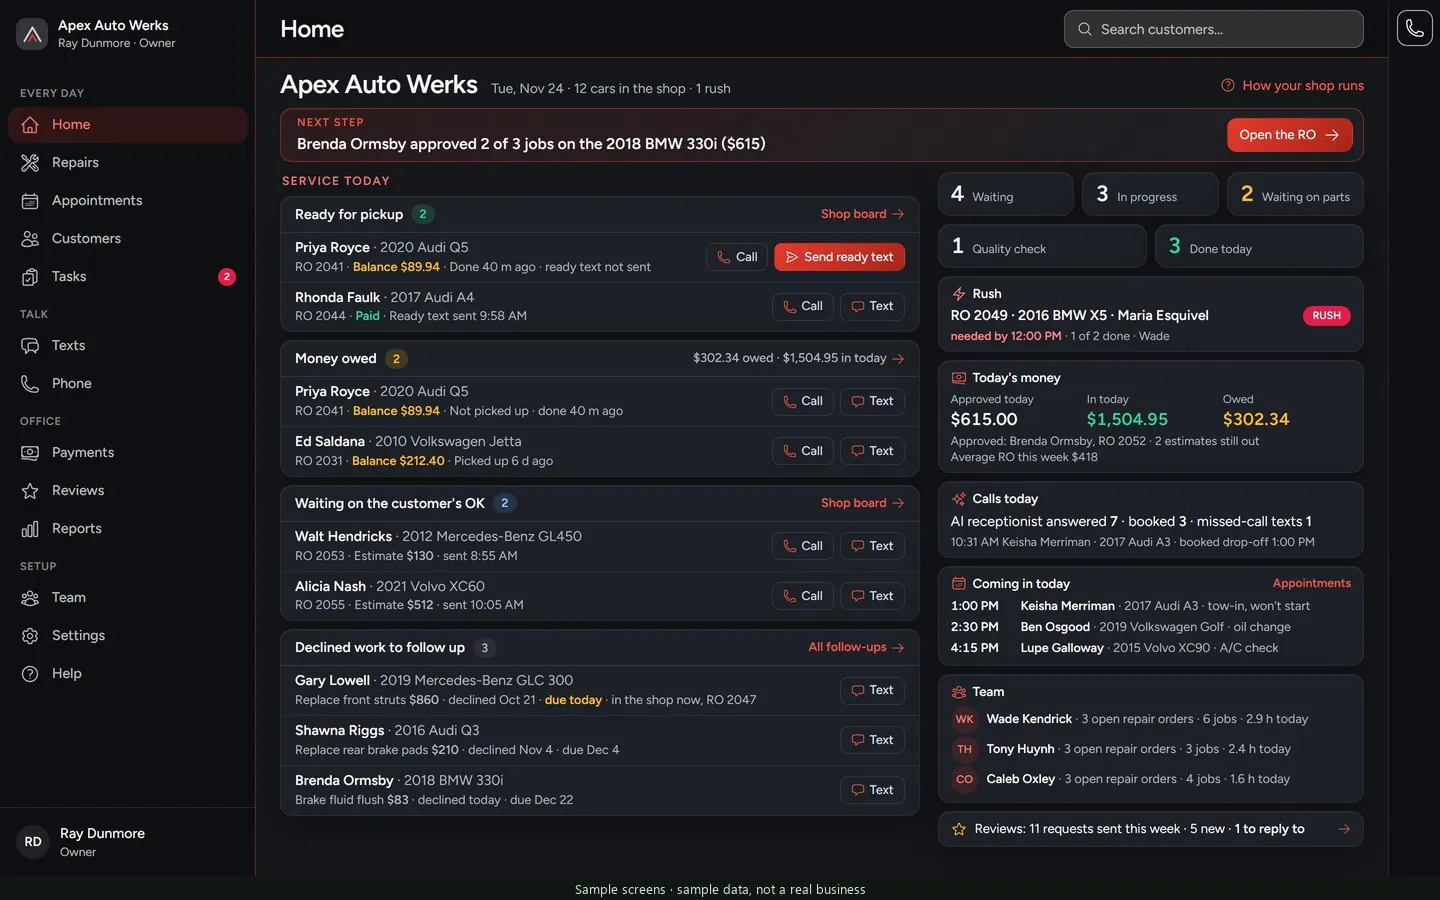 Apex Auto Werks
Ray Dunmore · Owner
EVERY DAY
Home
Repairs
Appointments
Customers
Tasks 2
TALK
Texts
Phone
OFFICE
Payments
Reviews
Reports
SETUP
Team
Settings
Help
RD
Ray Dunmore
Owner
Home
Search customers...
Apex Auto Werks Tue, Nov 24 · 12 cars in the shop · 1 rush
How your shop runs
NEXT STEP
Brenda Ormsby approved 2 of 3 jobs on the 2018 BMW 330i ($615)
Open the RO
SERVICE TODAY
Ready for pickup 2 Shop board
Priya Royce · 2020 Audi Q5
RO 2041 · Balance $89.94 · Done 40 m ago · ready text not sent
Call Send ready text
Rhonda Faulk · 2017 Audi A4
RO 2044 · Paid · Ready text sent 9:58 AM
Call Text
Money owed 2 $302.34 owed · $1,504.95 in today
Priya Royce · 2020 Audi Q5
RO 2041 · Balance $89.94 · Not picked up · done 40 m ago
Call Text
Ed Saldana · 2010 Volkswagen Jetta
RO 2031 · Balance $212.40 · Picked up 6 d ago
Call Text
Waiting on the customer's OK 2 Shop board
Walt Hendricks · 2012 Mercedes-Benz GL450
RO 2053 · Estimate $130 · sent 8:55 AM
Call Text
Alicia Nash · 2021 Volvo XC60
RO 2055 · Estimate $512 · sent 10:05 AM
Call Text
Declined work to follow up 3 All follow-ups
Gary Lowell · 2019 Mercedes-Benz GLC 300
Replace front struts $860 · declined Oct 21 · due today · in the shop now, RO 2047
Text
Shawna Riggs · 2016 Audi Q3
Replace rear brake pads $210 · declined Nov 4 · due Dec 4
Text
Brenda Ormsby · 2018 BMW 330i
Brake fluid flush $83 · declined today · due Dec 22
Text
4 Waiting
3 In progress
2 Waiting on parts
1 Quality check
3 Done today
Rush
RO 2049 · 2016 BMW X5 · Maria Esquivel
needed by 12:00 PM · 1 of 2 done · Wade
RUSH
Today's money
Approved today In today Owed
$615.00 $1,504.95 $302.34
Approved: Brenda Ormsby, RO 2052 · 2 estimates still out
Average RO this week $418
Calls today
AI receptionist answered 7 · booked 3 · missed-call texts 1
10:31 AM Keisha Merriman · 2017 Audi A3 · booked drop-off 1:00 PM
Coming in today Appointments
1:00 PM Keisha Merriman · 2017 Audi A3 · tow-in, won't start
2:30 PM Ben Osgood · 2019 Volkswagen Golf · oil change
4:15 PM Lupe Galloway · 2015 Volvo XC90 · A/C check
Team
WK Wade Kendrick · 3 open repair orders · 6 jobs · 2.9 h today
TH Tony Huynh · 3 open repair orders · 3 jobs · 2.4 h today
CO Caleb Oxley · 3 open repair orders · 4 jobs · 1.6 h today
Reviews: 11 requests sent this week · 5 new · 1 to reply to
Sample screens · sample data, not a real business